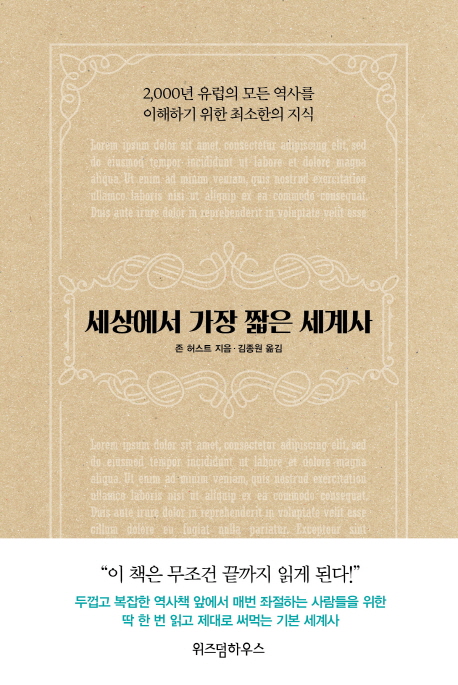 2,000년 유럽의 모든 역사를
이해하기 위한 최소한의 지식
Lorem ipsum dolor sit amet, consectetur adipiscing elit, sed
do eiusmod tempor incididunt ut labore et dolore magna
aliqua. Ut enim ad minim veniam, quis nostrud exercitation
ullamco laboris nisi ut aliquip ex ea commodo consequat.
Duis aute irure dolor in reprehenderit in voluptate velit esse
세상에서 가장 짧은 세계사
존 허스트 지음·김종원 옮김
Lorem ipsum dolor sit amet, consectetur adipiscing elit, sed
do eiusmod tempor incididunt ut labore et dolore magna
aliqua. Ut enim ad minim veniam, quis nostrud exercitation
ullamco laboris nisi ut aliquip ex ea commodo consequat.
Duis aute irure dolor in reprehenderit in voluptate velit esse
cillum dolore eu fugiat nulla pariatur. Excepteur sint
“이 책은 무조건 끝까지 읽게 된다!”
두껍고 복잡한 역사책 앞에서 매번 좌절하는 사람들을 위한
딱 한 번 읽고 제대로 써먹는 기본 세계사
위즈덤하우스